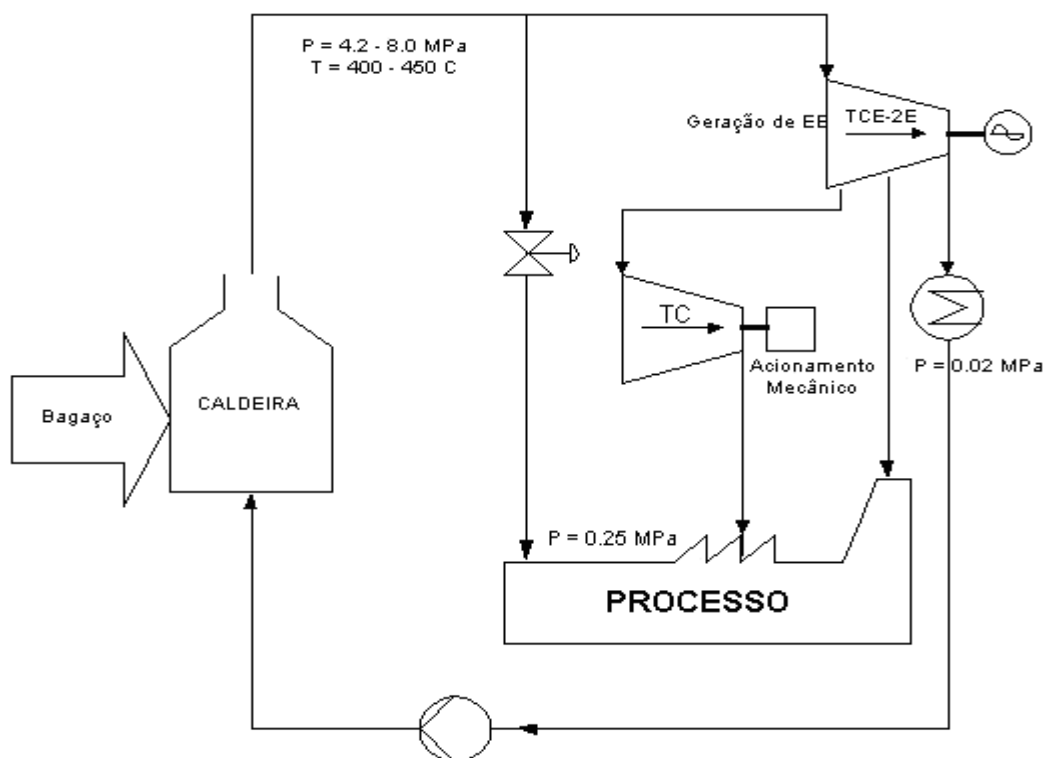 P = 4.2 - 8.0 MPa
T = 400 - 450 C
Geração de EE
TCE-2E
TC
Acionamento
Mecânico
P = 0.02 MPa
Bagaço
CALDEIRA
P = 0.25 MPa
PROCESSO